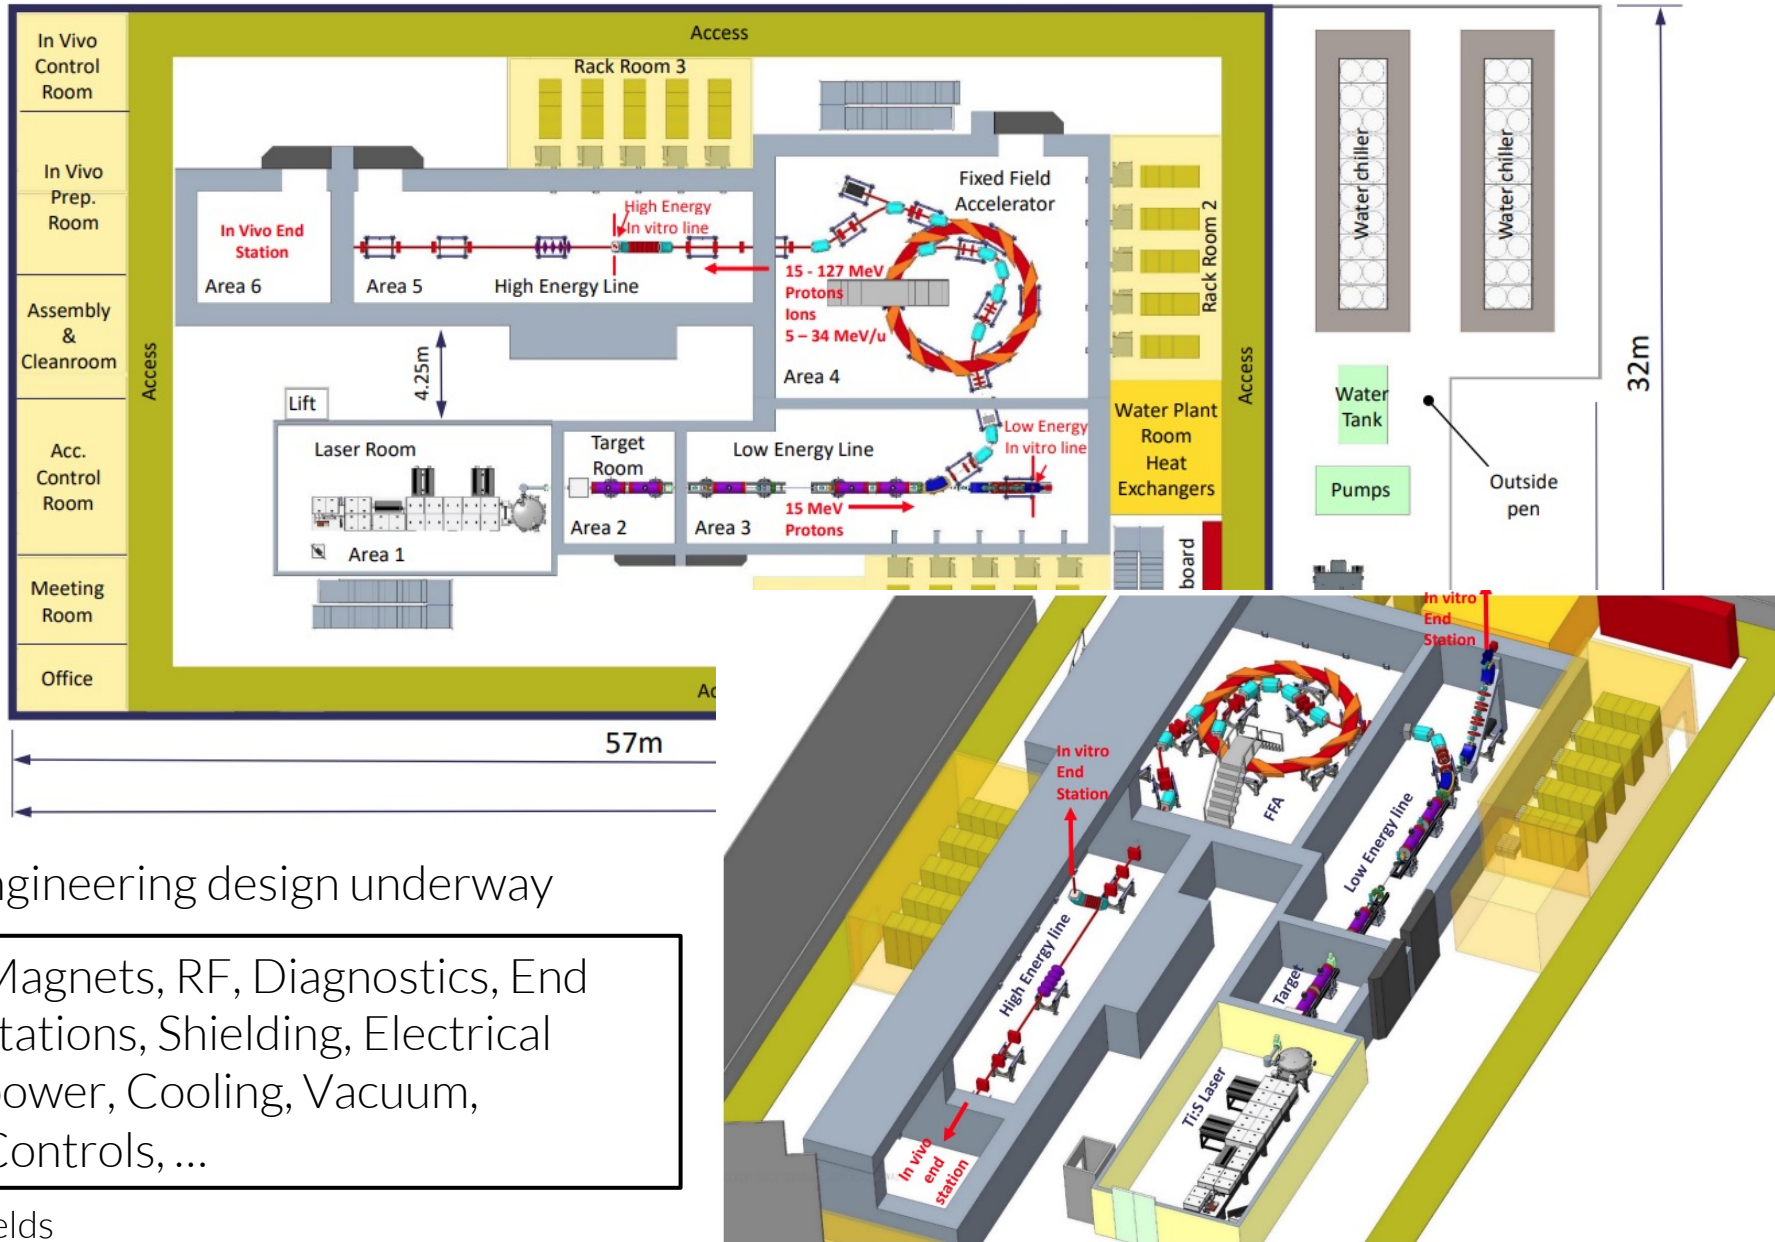 In Vivo
Control
Room
In Vivo
Prep.
Room
Assembly
&
Cleanroom
Acc.
Control
Room
Meeting
Room
Office
Access
Access
Access
Rack Room 3
Rack Room 2
In Vivo End
Station
Area 6
Area 5
High Energy
In vitro line
High Energy Line
Fixed Field
Accelerator
15 - 127 MeV
Protons
Ions
5 – 34 MeV/u
Area 4
4.25m
Lift
Laser Room
Area 1
Target
Room
Area 2
Low Energy Line
Area 3
15 MeV
Protons
Low Energy
In vitro line
Water Plant
Room
Heat
Exchangers
board
Water chiller
Water chiller
Water
Tank
Pumps
Outside
pen
32m
57m
In vitro
End
Station
In vitro
End
Station
FFA
Low Energy line
High Energy line
Target
Ti:S Laser
In vivo
end
station
ngineering design underway
Magnets, RF, Diagnostics, End
tations, Shielding, Electrical
power, Cooling, Vacuum,
Controls, ...
elds